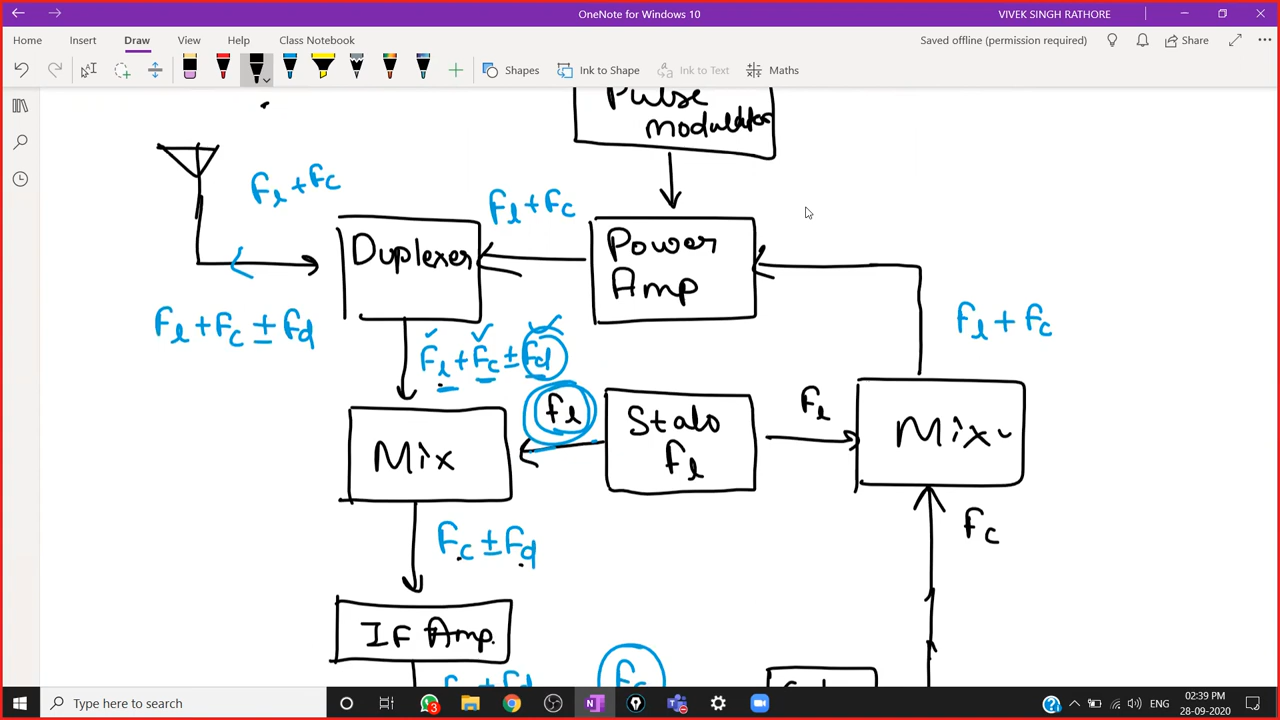 OneNote for Windows 10
VIVEK SINGH RATHORE
Home Insert Draw View Help Class Notebook
Saved offline (permission required) Share
Shapes Ink to Shape Ink to Text Maths
Pulse
modulator
Fl + Fc
Fl + Fc
Duplexer
Power
Amp
Fl + Fc ± Fd
Fl + Fc
Fl + Fc ± Fd
fl
Stalo
fl
Fl
Mix
Mix
Fc
Fc ± Fd
IF Amp.
fc
Type here to search
3
ENG
02:39 PM
28-09-2020